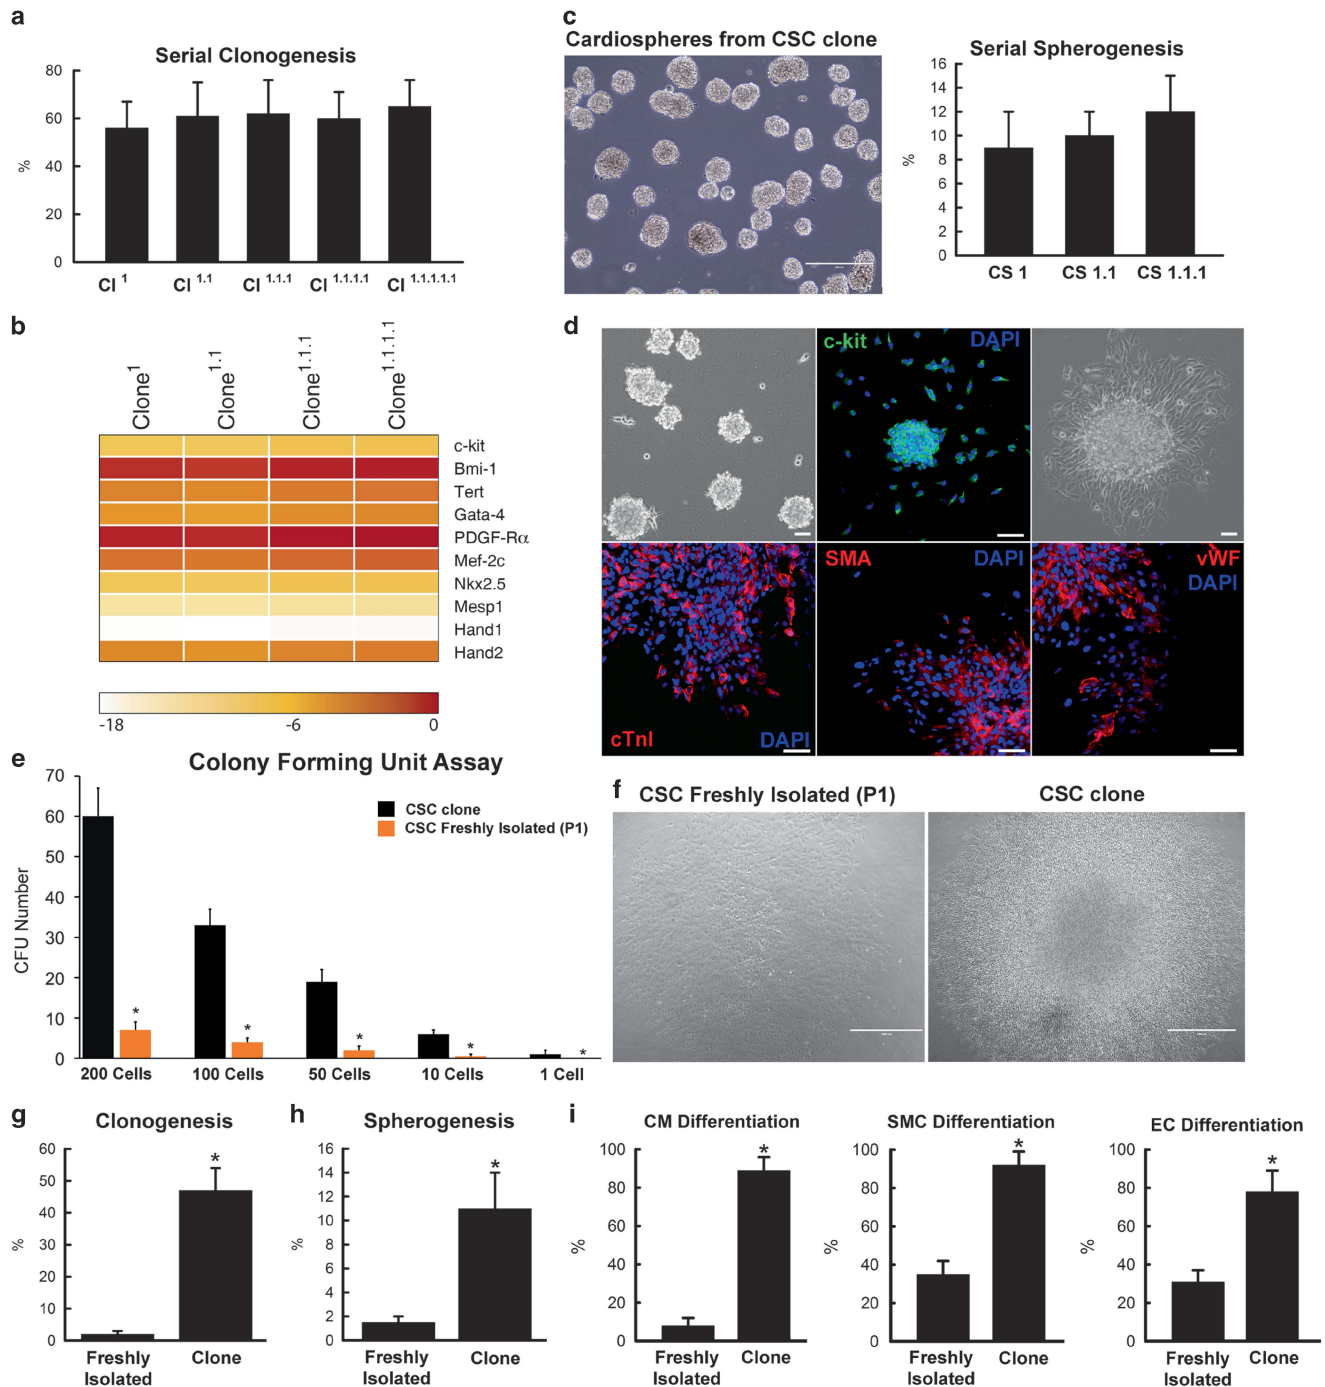 a
Serial Clonogenesis
80
60
40
20
0
%
Cl 1
Cl 1.1
Cl 1.1.1
Cl 1.1.1.1
Cl 1.1.1.1.1
c
Cardiospheres from CSC clone
Serial Spherogenesis
16
14
12
10
8
6
4
2
0
%
CS 1
CS 1.1
CS 1.1.1
b
Clone1
Clone1.1
Clone1.1.1
Clone1.1.1.1
c-kit
Bmi-1
Tert
Gata-4
PDGF-Rα
Mef-2c
Nkx2.5
Mesp1
Hand1
Hand2
-18
-6
0
d
c-kit
DAPI
cTnI
DAPI
SMA
DAPI
vWF
DAPI
e
Colony Forming Unit Assay
70
60
50
40
30
20
10
0
CFU Number
CSC clone
CSC Freshly Isolated (P1)
*
*
*
*
*
200 Cells
100 Cells
50 Cells
10 Cells
1 Cell
f
CSC Freshly Isolated (P1)
CSC clone
g
Clonogenesis
60
50
40
30
20
10
0
%
*
Freshly
Isolated
Clone
h
Spherogenesis
16
14
12
10
8
6
4
2
0
%
*
Freshly
Isolated
Clone
i
CM Differentiation
100
80
60
40
20
0
%
*
Freshly
Isolated
Clone
SMC Differentiation
100
80
60
40
20
0
%
*
Freshly
Isolated
Clone
EC Differentiation
100
80
60
40
20
0
%
*
Freshly
Isolated
Clone